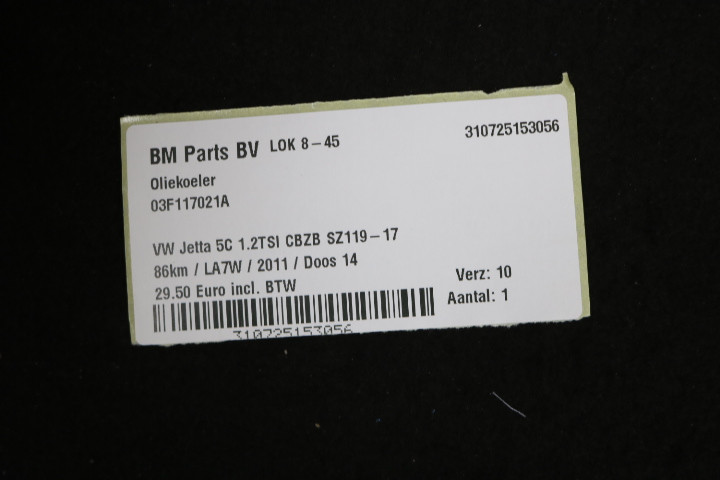 BM Parts BV LOK 8-45 310725153056
Oliekoeler
03F117021A
VW Jetta 5C 1.2TSI CBZB SZ119-17
86km / LA7W / 2011 / Doos 14
29.50 Euro incl. BTW
Verz: 10
Aantal: 1
310725153056